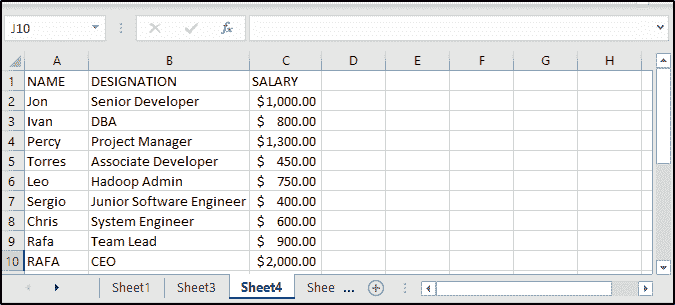 J10 fx
A B C D E F G H
1 NAME DESIGNATION SALARY
2 Jon Senior Developer $1,000.00
3 Ivan DBA $ 800.00
4 Percy Project Manager $1,300.00
5 Torres Associate Developer $ 450.00
6 Leo Hadoop Admin $ 750.00
7 Sergio Junior Software Engineer $ 400.00
8 Chris System Engineer $ 600.00
9 Rafa Team Lead $ 900.00
10 RAFA CEO $2,000.00
Sheet1 Sheet3 Sheet4 Shee ...